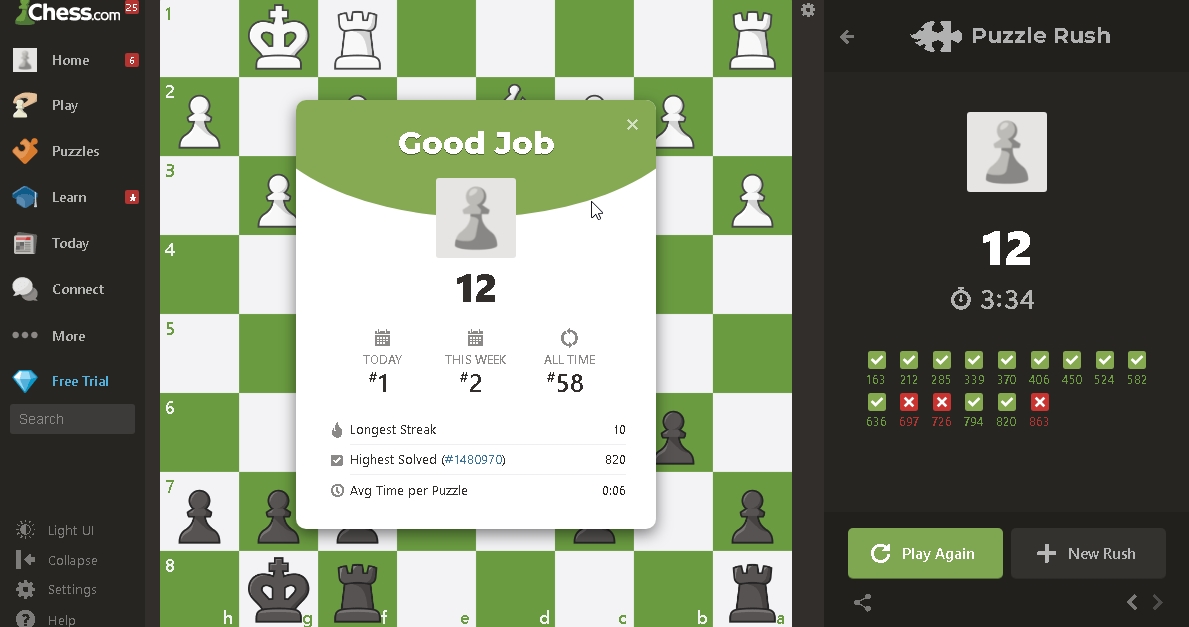 Chess.com 25
Home 6
Play
Puzzles
Learn
Today
Connect
More
Free Trial
Search
Light UI
Collapse
Settings
Help
1
2
3
4
5
6
7
8
h g f e d c b a
Good Job
12
TODAY THIS WEEK ALL TIME
#1 #2 #58
Longest Streak 10
Highest Solved (#1480970) 820
Avg Time per Puzzle 0:06
Puzzle Rush
12
3:34
163 212 285 339 370 406 450 524 582
636 697 726 794 820 863
Play Again
New Rush